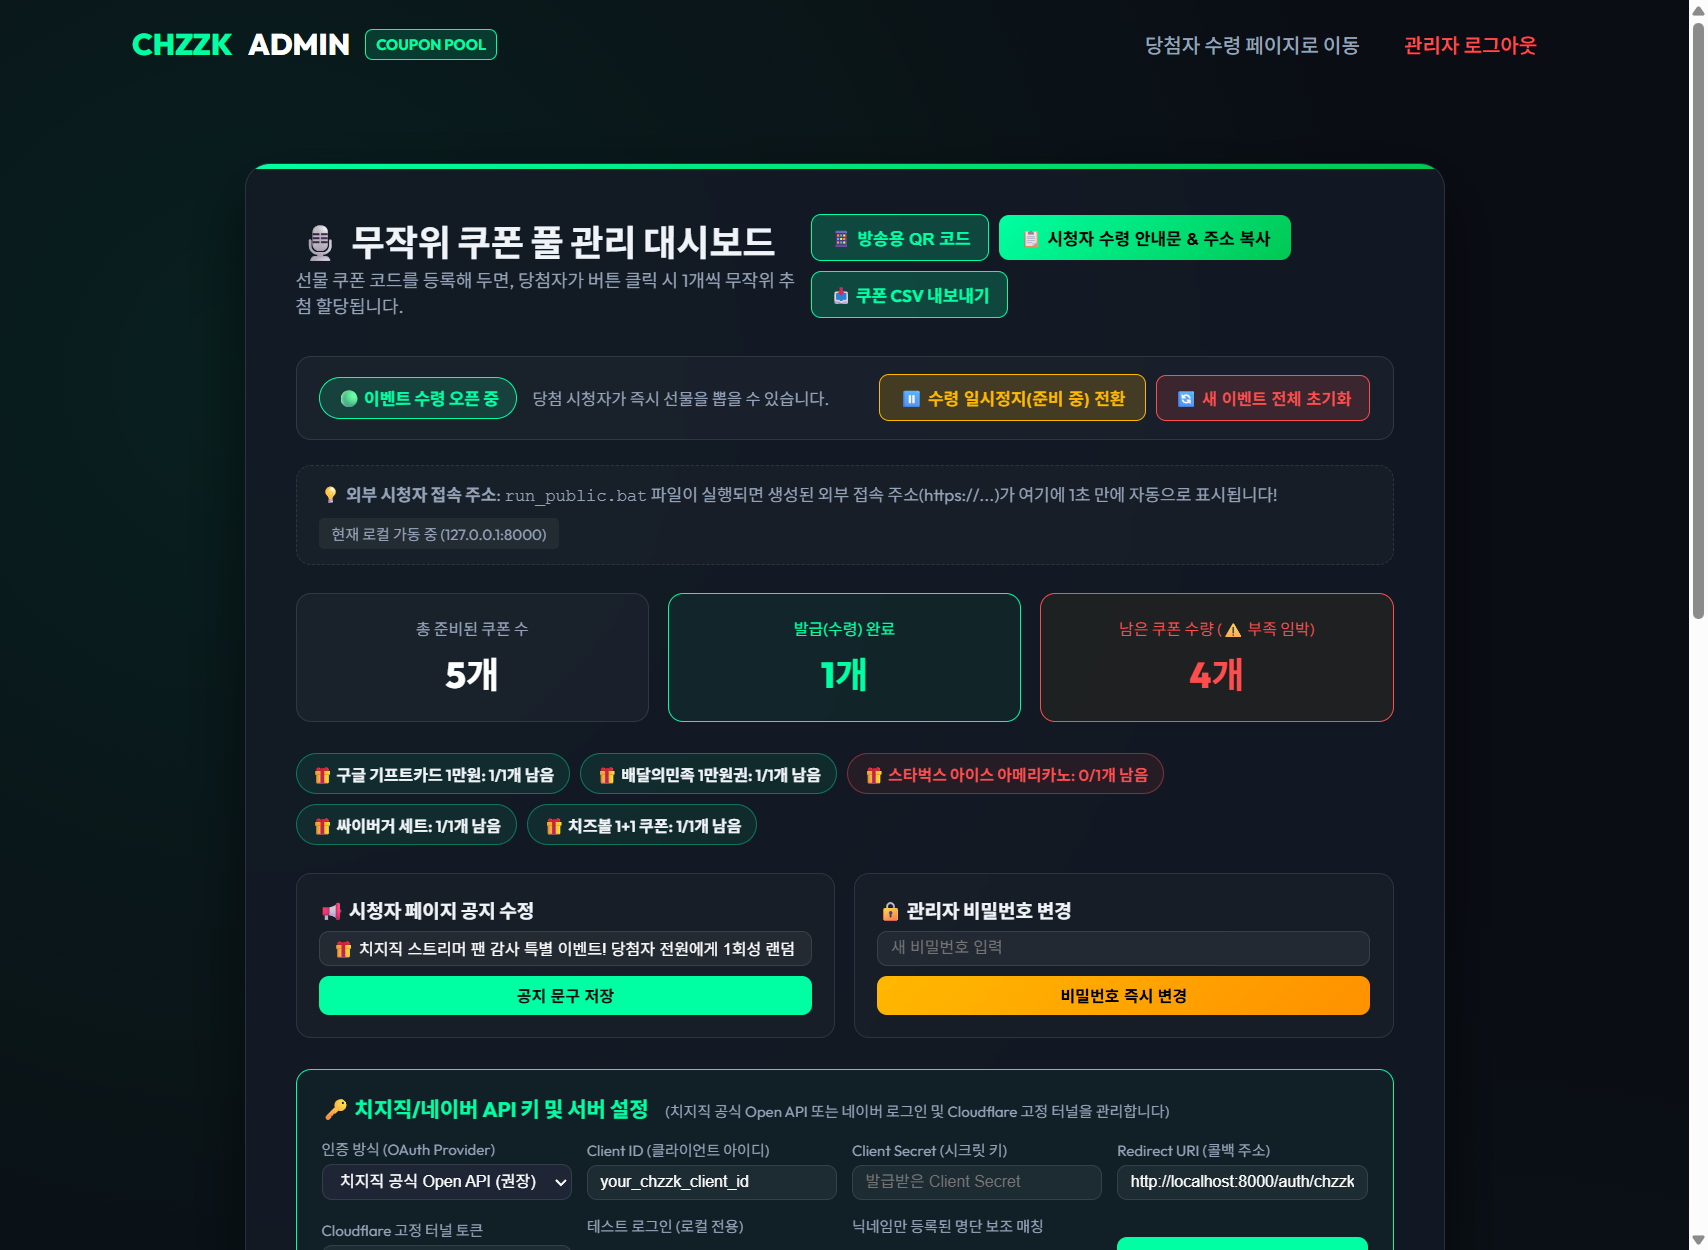 CHZZK ADMIN COUPON POOL
당첨자 수령 페이지로 이동
관리자 로그아웃
🎙️ 무작위 쿠폰 풀 관리 대시보드
선물 쿠폰 코드를 등록해 두면, 당첨자가 버튼 클릭 시 1개씩 무작위 추
첨 할당됩니다.
방송용 QR 코드
📋 시청자 수령 안내문 & 주소 복사
📥 쿠폰 CSV 내보내기
🟢 이벤트 수령 오픈 중
당첨 시청자가 즉시 선물을 뽑을 수 있습니다.
⏸️ 수령 일시정지(준비 중) 전환
🔄 새 이벤트 전체 초기화
💡 외부 시청자 접속 주소: run_public.bat 파일이 실행되면 생성된 외부 접속 주소(https://...)가 여기에 1초 만에 자동으로 표시됩니다!
현재 로컬 가동 중 (127.0.0.1:8000)
총 준비된 쿠폰 수
5개
발급(수령) 완료
1개
남은 쿠폰 수량 (⚠️ 부족 임박)
4개
🎁 구글 기프트카드 1만원: 1/1개 남음
🎁 배달의민족 1만원권: 1/1개 남음
🎁 스타벅스 아이스 아메리카노: 0/1개 남음
🎁 싸이버거 세트: 1/1개 남음
🎁 치즈볼 1+1 쿠폰: 1/1개 남음
📢 시청자 페이지 공지 수정
🎁 치지직 스트리머 팬 감사 특별 이벤트! 당첨자 전원에게 1회성 랜덤
공지 문구 저장
🔒 관리자 비밀번호 변경
새 비밀번호 입력
비밀번호 즉시 변경
🔑 치지직/네이버 API 키 및 서버 설정 (치지직 공식 Open API 또는 네이버 로그인 및 Cloudflare 고정 터널을 관리합니다)
인증 방식 (OAuth Provider)
치지직 공식 Open API (권장)
Client ID (클라이언트 아이디)
your_chzzk_client_id
Client Secret (시크릿 키)
발급받은 Client Secret
Redirect URI (콜백 주소)
http://localhost:8000/auth/chzzk
Cloudflare 고정 터널 토큰
테스트 로그인 (로컬 전용)
닉네임만 등록된 명단 보조 매칭